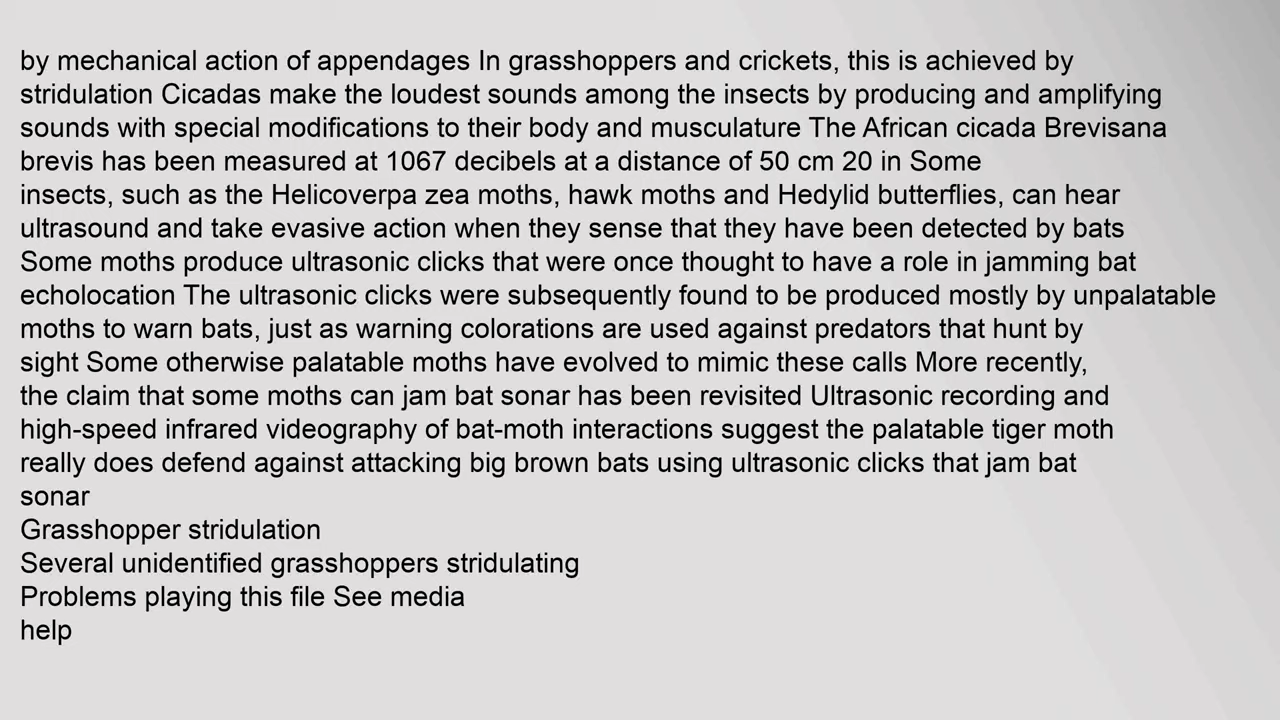 by mechanical action of appendages In grasshoppers and crickets, this is achieved by
stridulation Cicadas make the loudest sounds among the insects by producing and amplifying
sounds with special modifications to their body and musculature The African cicada Brevisana
brevis has been measured at 1067 decibels at a distance of 50 cm 20 in Some
insects, such as the Helicoverpa zea moths, hawk moths and Hedylid butterflies, can hear
ultrasound and take evasive action when they sense that they have been detected by bats
Some moths produce ultrasonic clicks that were once thought to have a role in jamming bat
echolocation The ultrasonic clicks were subsequently found to be produced mostly by unpalatable
moths to warn bats, just as warning colorations are used against predators that hunt by
sight Some otherwise palatable moths have evolved to mimic these calls More recently,
the claim that some moths can jam bat sonar has been revisited Ultrasonic recording and
high-speed infrared videography of bat-moth interactions suggest the palatable tiger moth
really does defend against attacking big brown bats using ultrasonic clicks that jam bat
sonar
Grasshopper stridulation
Several unidentified grasshoppers stridulating
Problems playing this file See media
help